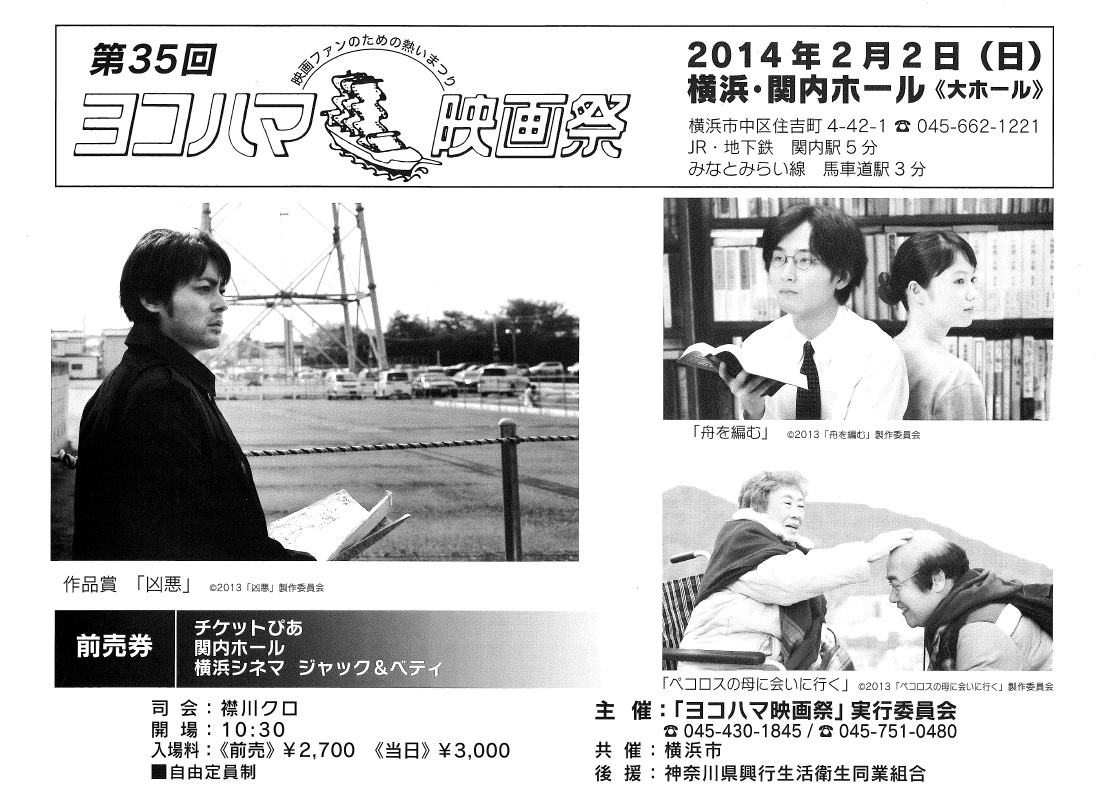 第35回
映画ファンのための熱いまつり
ヨコハマ映画祭
2014年2月2日（日）
横浜・関内ホール《大ホール》
横浜市中区住吉町 4-42-1 ☎ 045-662-1221
JR・地下鉄　関内駅 5 分
みなとみらい線　馬車道駅 3 分
「舟を編む」 ©2013「舟を編む」製作委員会
作品賞　「凶悪」 ©2013「凶悪」製作委員会
「ペコロスの母に会いに行く」 ©2013「ペコロスの母に会いに行く」製作委員会
前売券
チケットぴあ
関内ホール
横浜シネマ　ジャック＆ベティ
司　会：襟川クロ
開　場：10:30
入場料：《前売》￥2,700　《当日》￥3,000
■自由定員制
主　催：「ヨコハマ映画祭」実行委員会
☎ 045-430-1845 / ☎ 045-751-0480
共　催：横浜市
後　援：神奈川県興行生活衛生同業組合